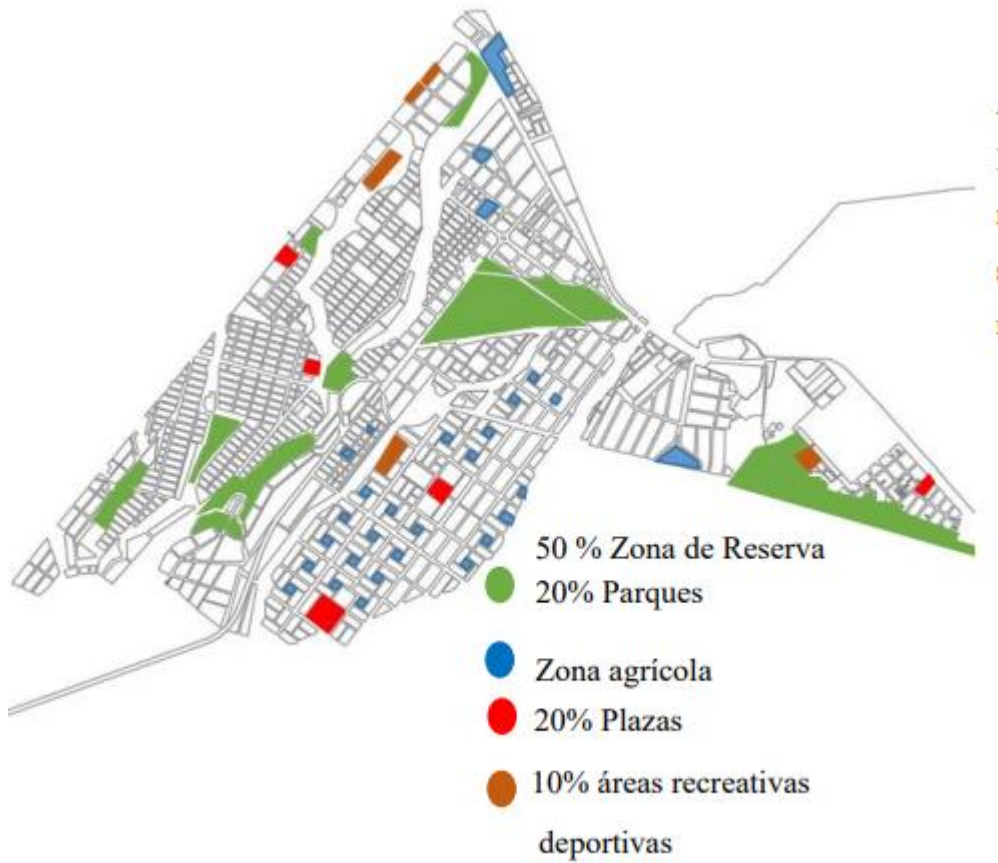 50 % Zona de Reserva
20% Parques
Zona agrícola
20% Plazas
10% áreas recreativas
deportivas